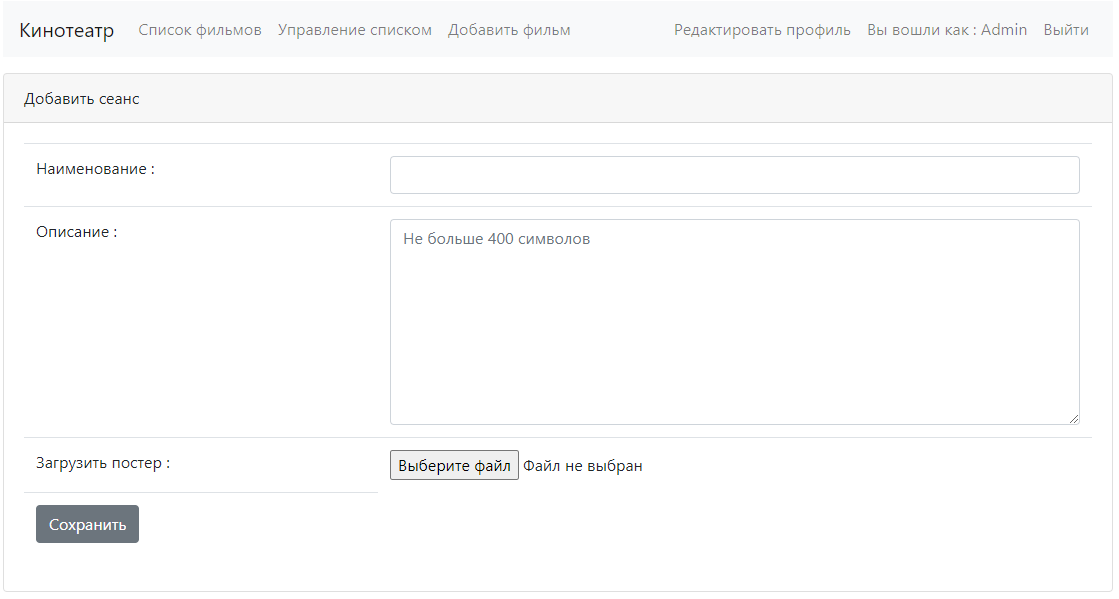 Кинотеатр Список фильмов Управление списком Добавить фильм Редактировать профиль Вы вошли как : Admin Выйти
Добавить сеанс
Наименование :
Описание :
Не больше 400 символов
Загрузить постер :
Выберите файл Файл не выбран
Сохранить